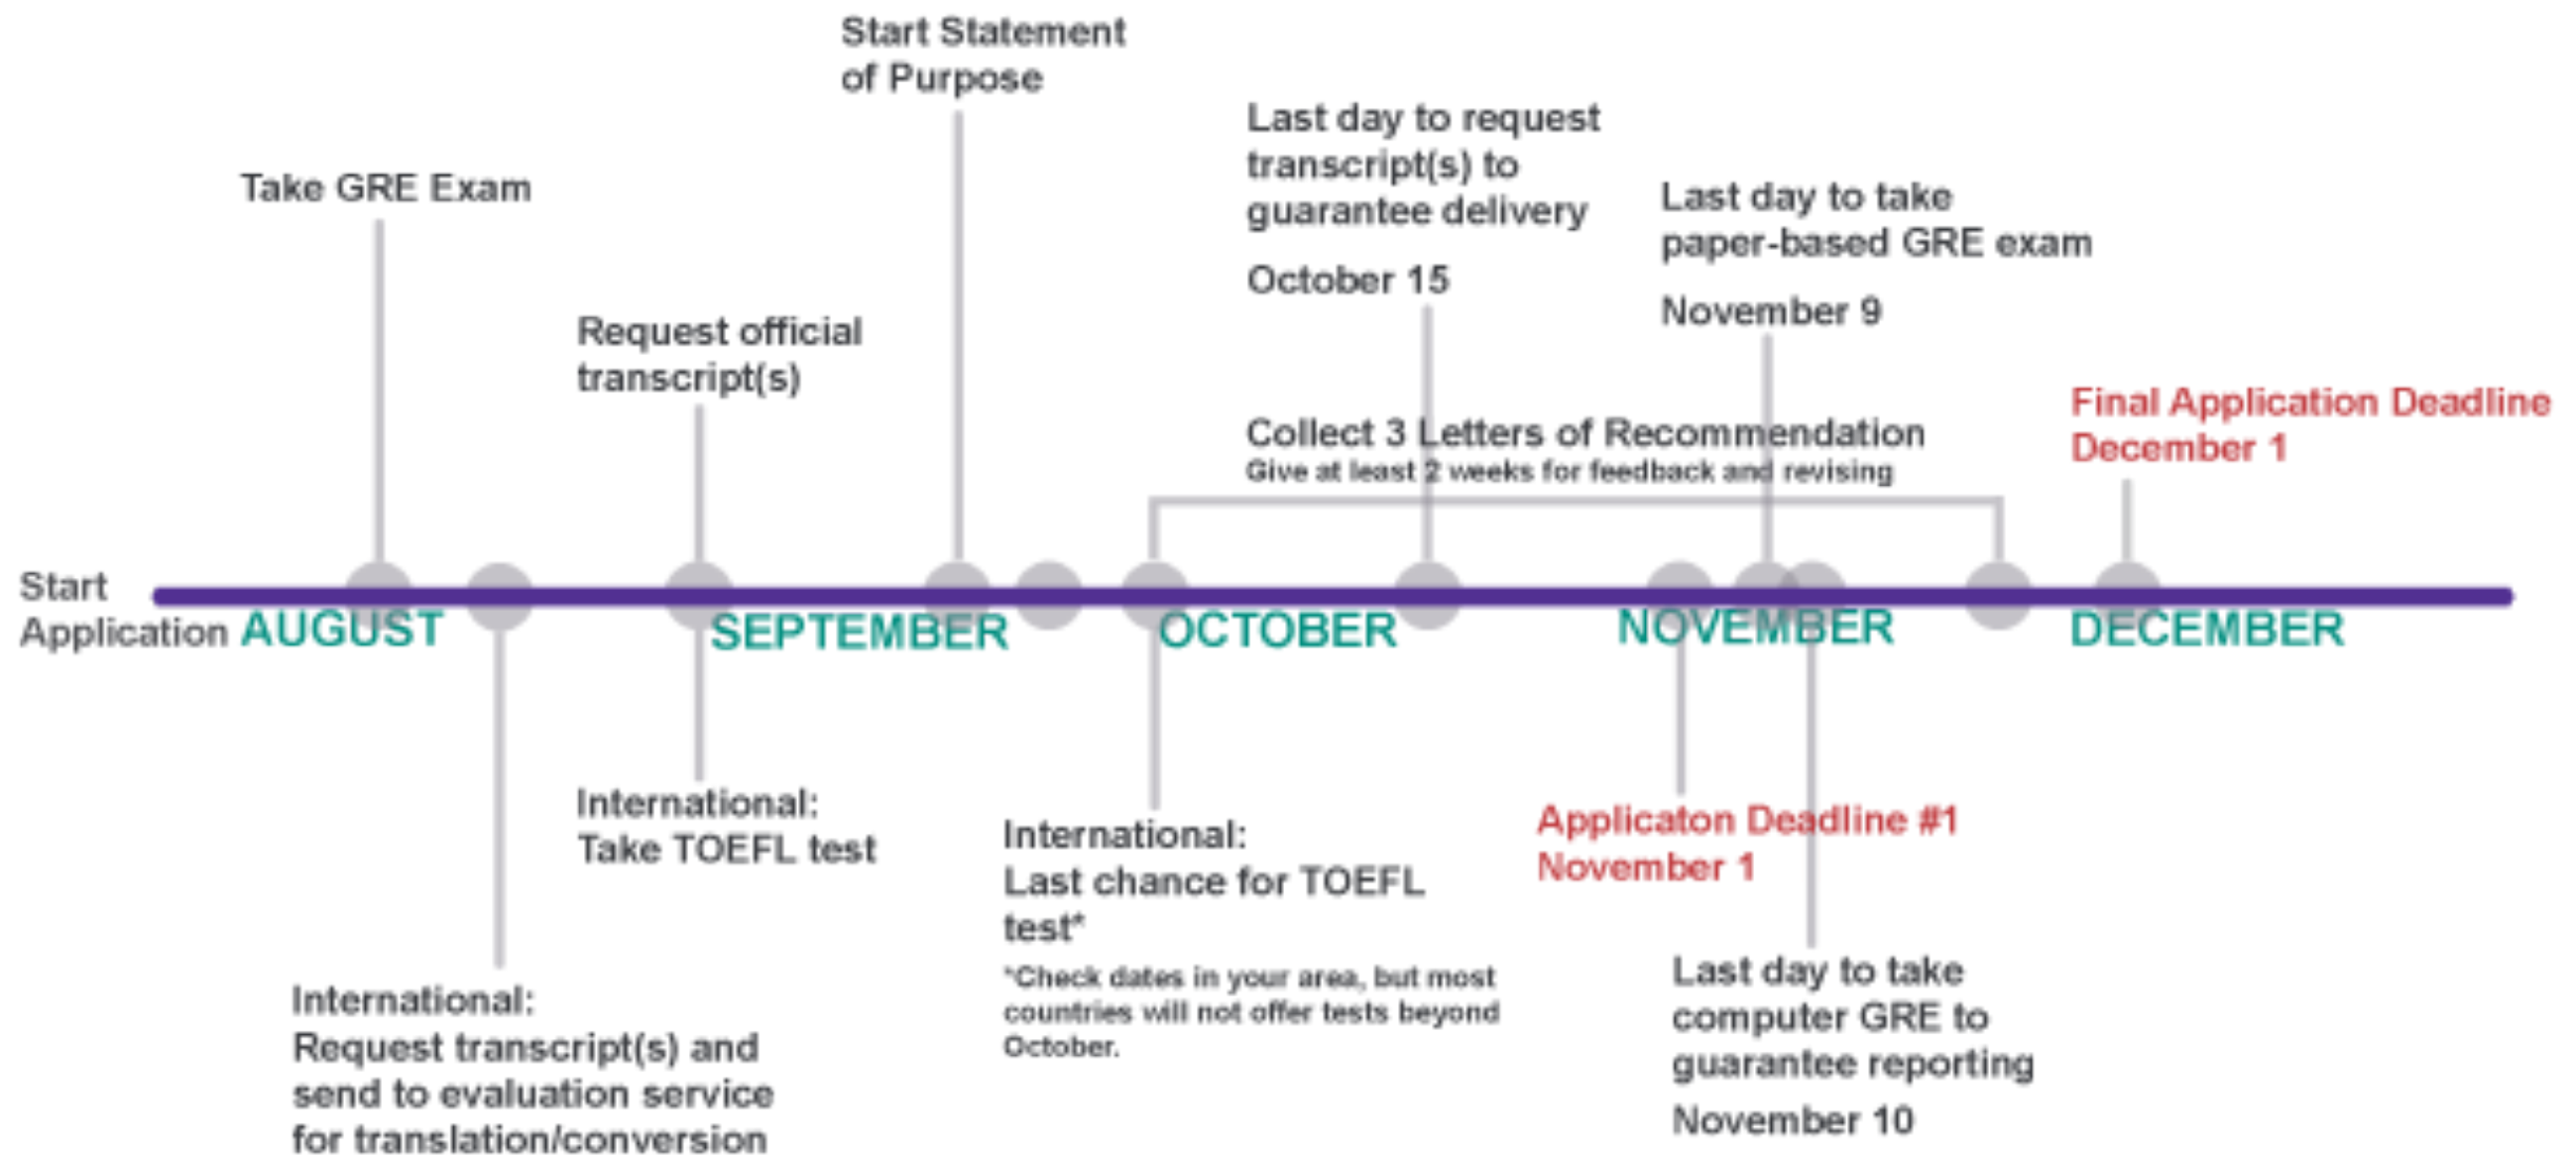 Start Statement
of Purpose
Take GRE Exam
Last day to request
transcript(s) to
guarantee delivery
October 15
Last day to take
paper-based GRE exam
November 9
Request official
transcript(s)
Collect 3 Letters of Recommendation
Give at least 2 weeks for feedback and revising
Final Application Deadline
December 1
Start
Application
AUGUST
SEPTEMBER
OCTOBER
NOVEMBER
DECEMBER
International:
Take TOEFL test
International:
Last chance for TOEFL
test*
*Check dates in your area, but most
countries will not offer tests beyond
October.
Applicaton Deadline #1
November 1
International:
Request transcript(s) and
send to evaluation service
for translation/conversion
Last day to take
computer GRE to
guarantee reporting
November 10